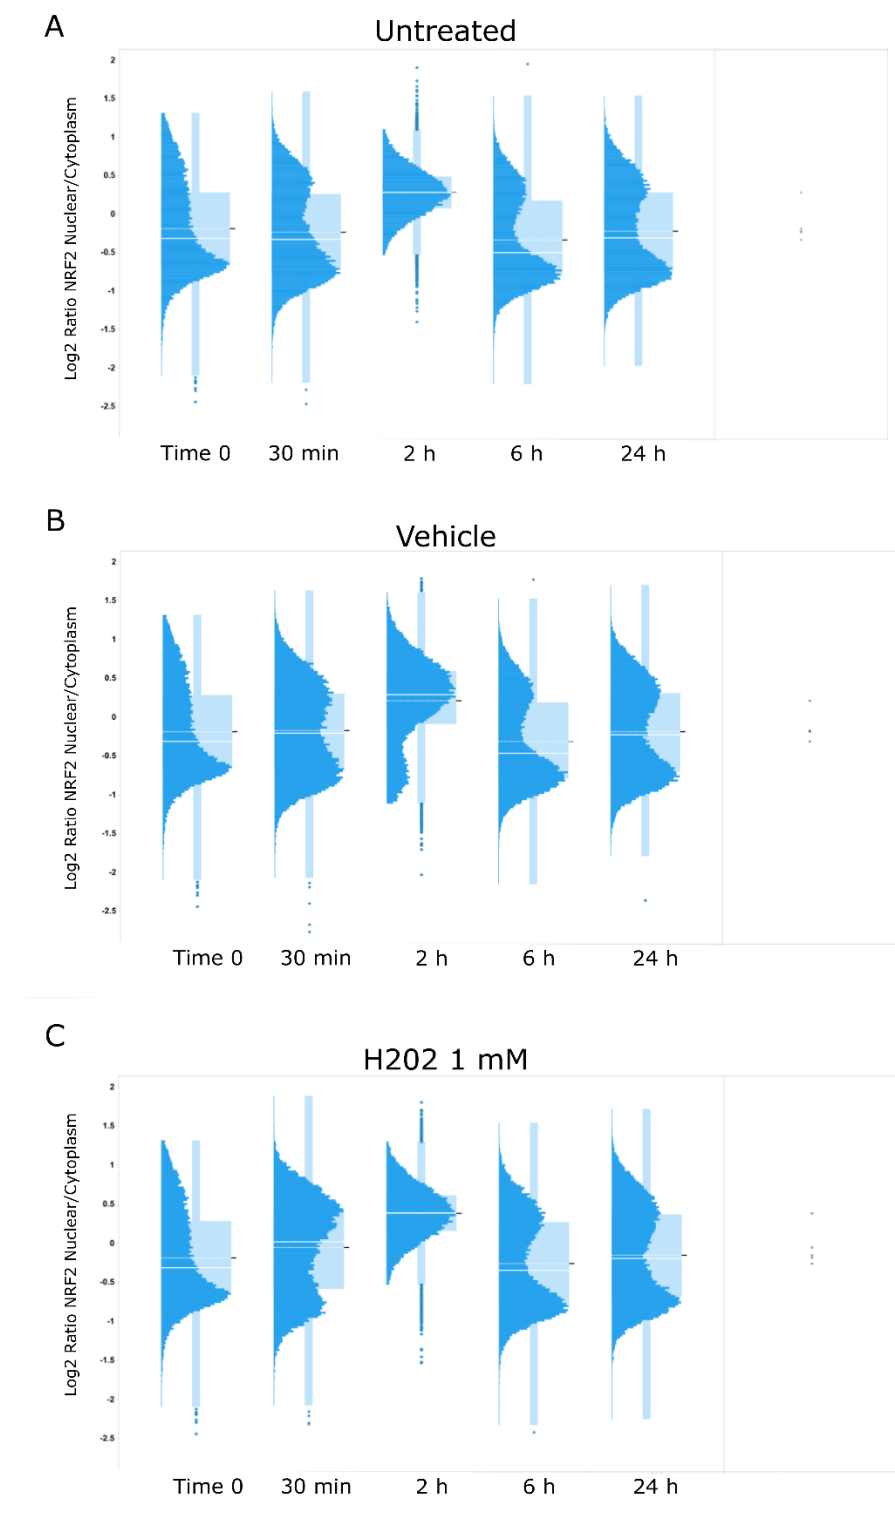 A
Untreated
Log2 Ratio NRF2 Nuclear/Cytoplasm
2
1.5
1
0.5
0
-0.5
-1
-1.5
-2
-2.5
Time 0 30 min 2 h 6 h 24 h
B
Vehicle
Log2 Ratio NRF2 Nuclear/Cytoplasm
2
1.5
1
0.5
0
-0.5
-1
-1.5
-2
-2.5
Time 0 30 min 2 h 6 h 24 h
C
H202 1 mM
Log2 Ratio NRF2 Nuclear/Cytoplasm
2
1.5
1
0.5
0
-0.5
-1
-1.5
-2
-2.5
Time 0 30 min 2 h 6 h 24 h